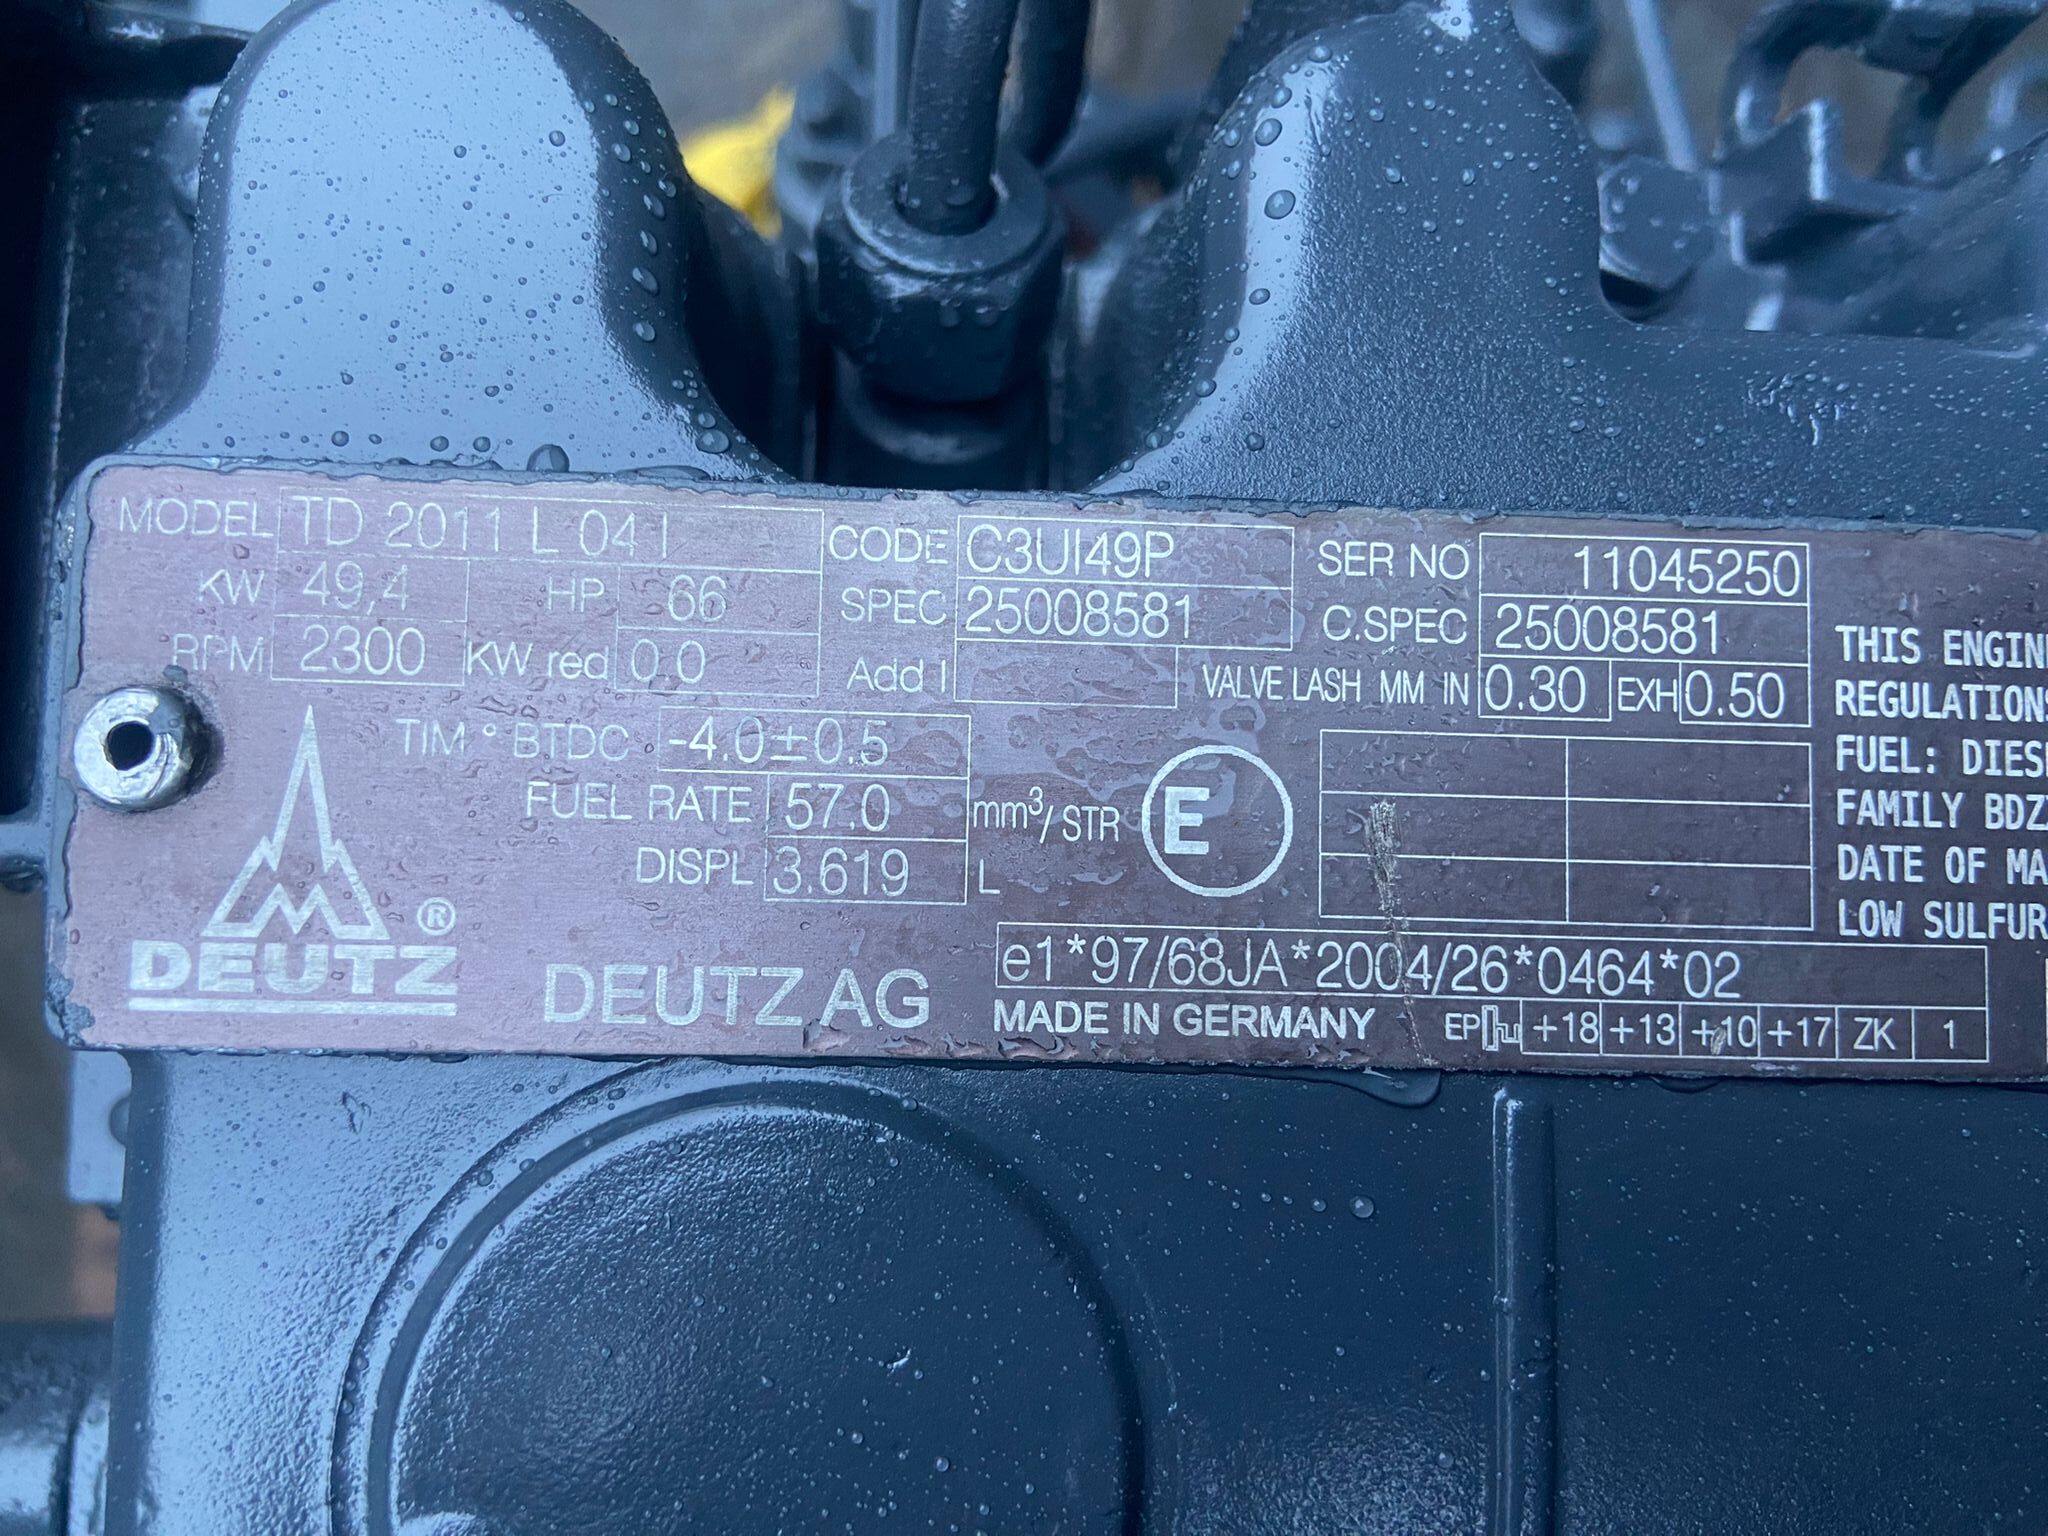 MODEL TD 2011 L 04 I CODE C3UI49P SER NO 11045250
KW 49,4 HP 66 SPEC 25008581 C.SPEC 25008581
RPM 2300 KW red 0.0 Add I VALVE LASH MM IN 0.30 EXH 0.50
TIM ° BTDC -4.0±0.5
FUEL RATE 57.0 mm³/STR
DISPL 3.619 L
E
DEUTZ ®
DEUTZ AG
e1*97/68JA*2004/26*0464*02
MADE IN GERMANY EP +18 +13 +10 +17 ZK 1
THIS ENGIN
REGULATIONS
FUEL: DIES
FAMILY BDZ
DATE OF MA
LOW SULFUR